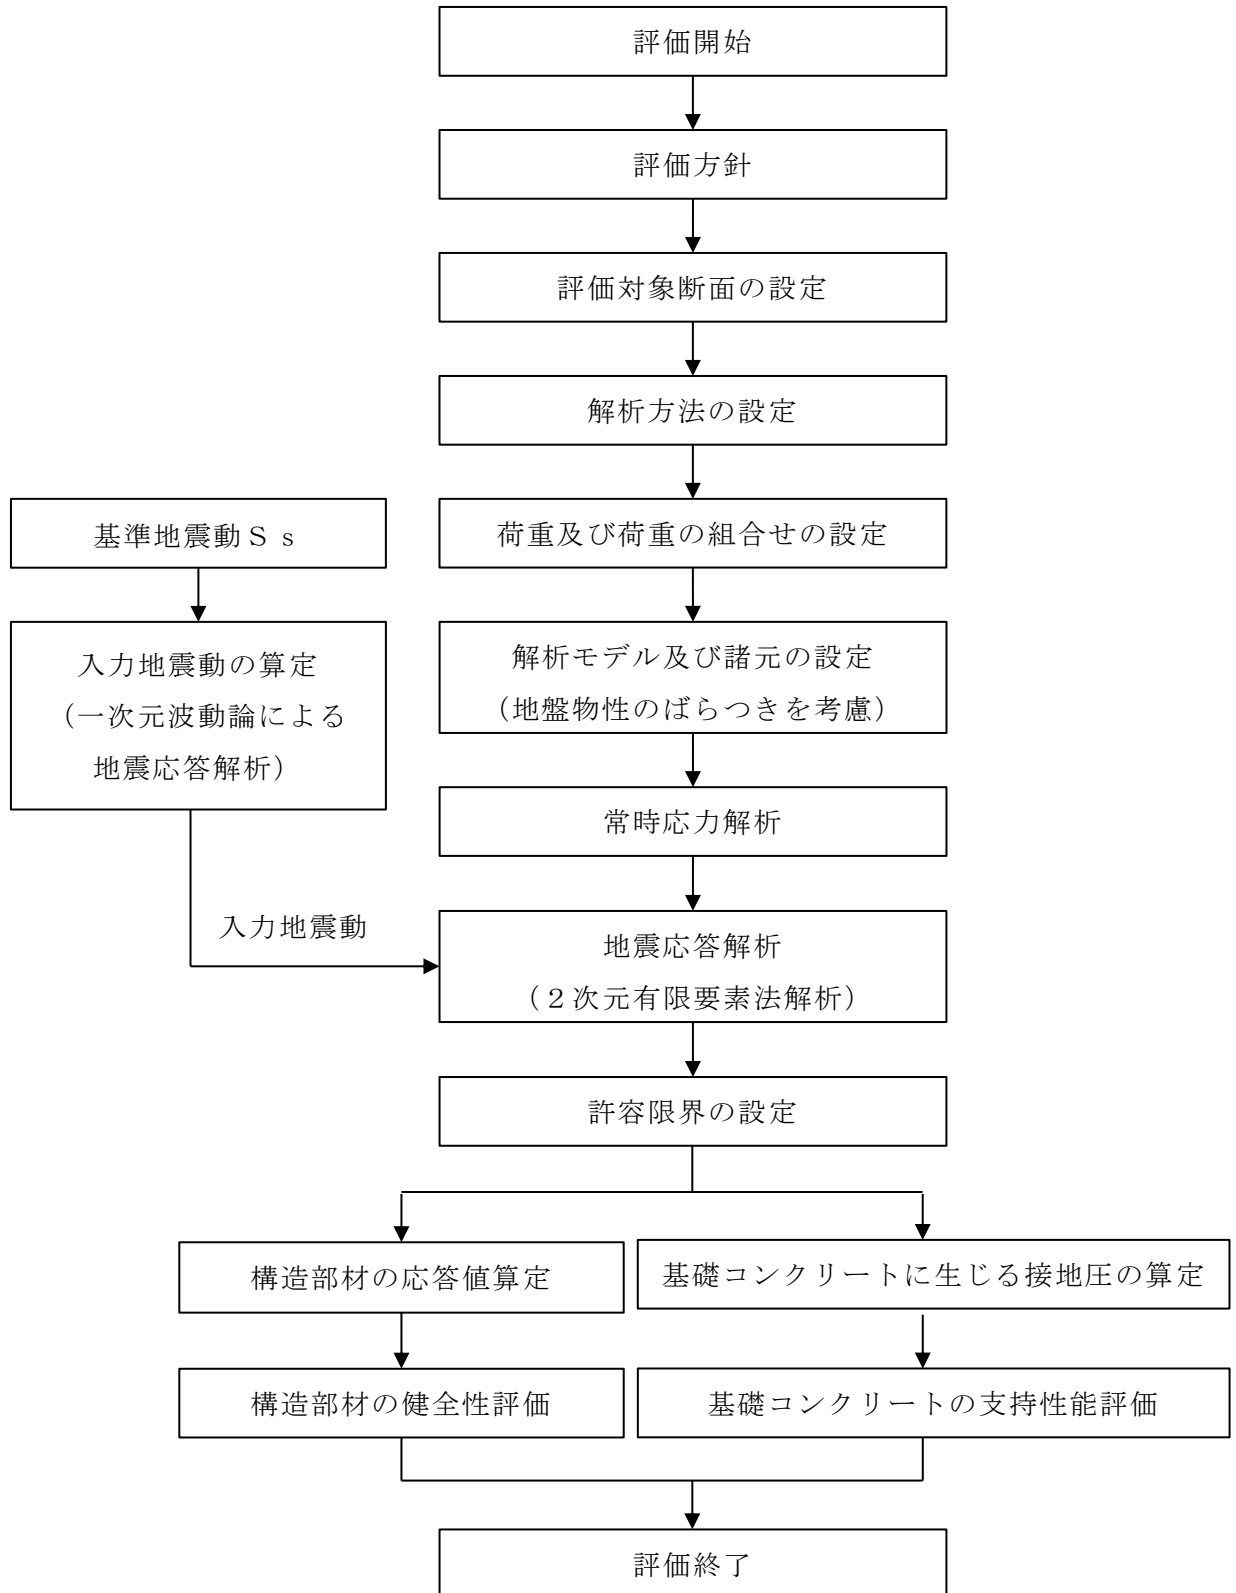 評価開始
評価方針
評価対象断面の設定
解析方法の設定
基準地震動Ｓｓ
荷重及び荷重の組合せの設定
入力地震動の算定
（一次元波動論による
地震応答解析）
解析モデル及び諸元の設定
（地盤物性のばらつきを考慮）
常時応力解析
入力地震動
地震応答解析
（２次元有限要素法解析）
許容限界の設定
構造部材の応答値算定
基礎コンクリートに生じる接地圧の算定
構造部材の健全性評価
基礎コンクリートの支持性能評価
評価終了